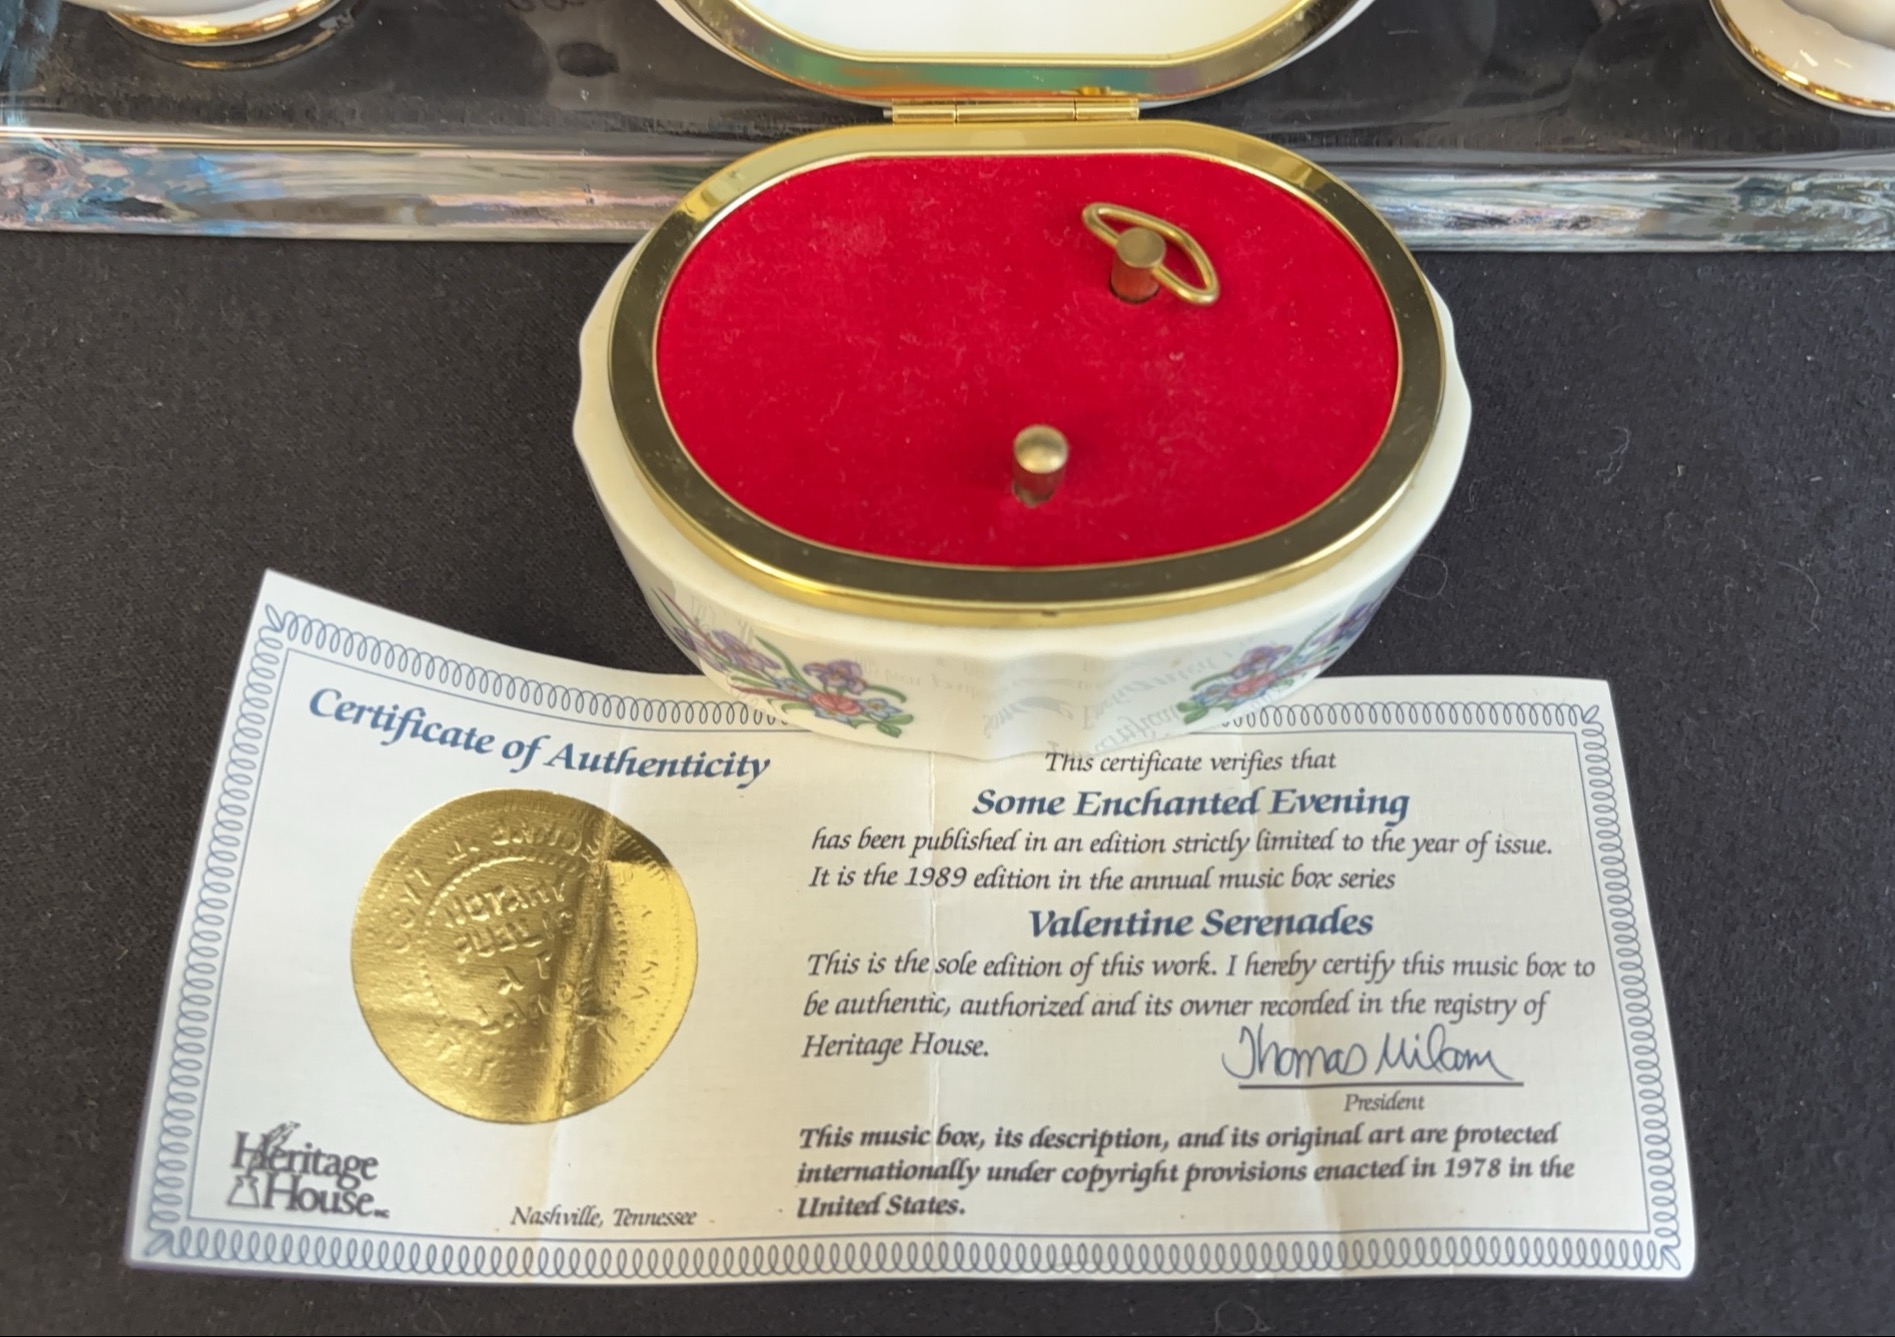 Certificate of Authenticity
NOTARY
PUBLIC
Heritage
House INC
Nashville, Tennessee
This certificate verifies that
Some Enchanted Evening
has been published in an edition strictly limited to the year of issue.
It is the 1989 edition in the annual music box series
Valentine Serenades
This is the sole edition of this work. I hereby certify this music box to
be authentic, authorized and its owner recorded in the registry of
Heritage House.
Thomas Milam
President
This music box, its description, and its original art are protected
internationally under copyright provisions enacted in 1978 in the
United States.